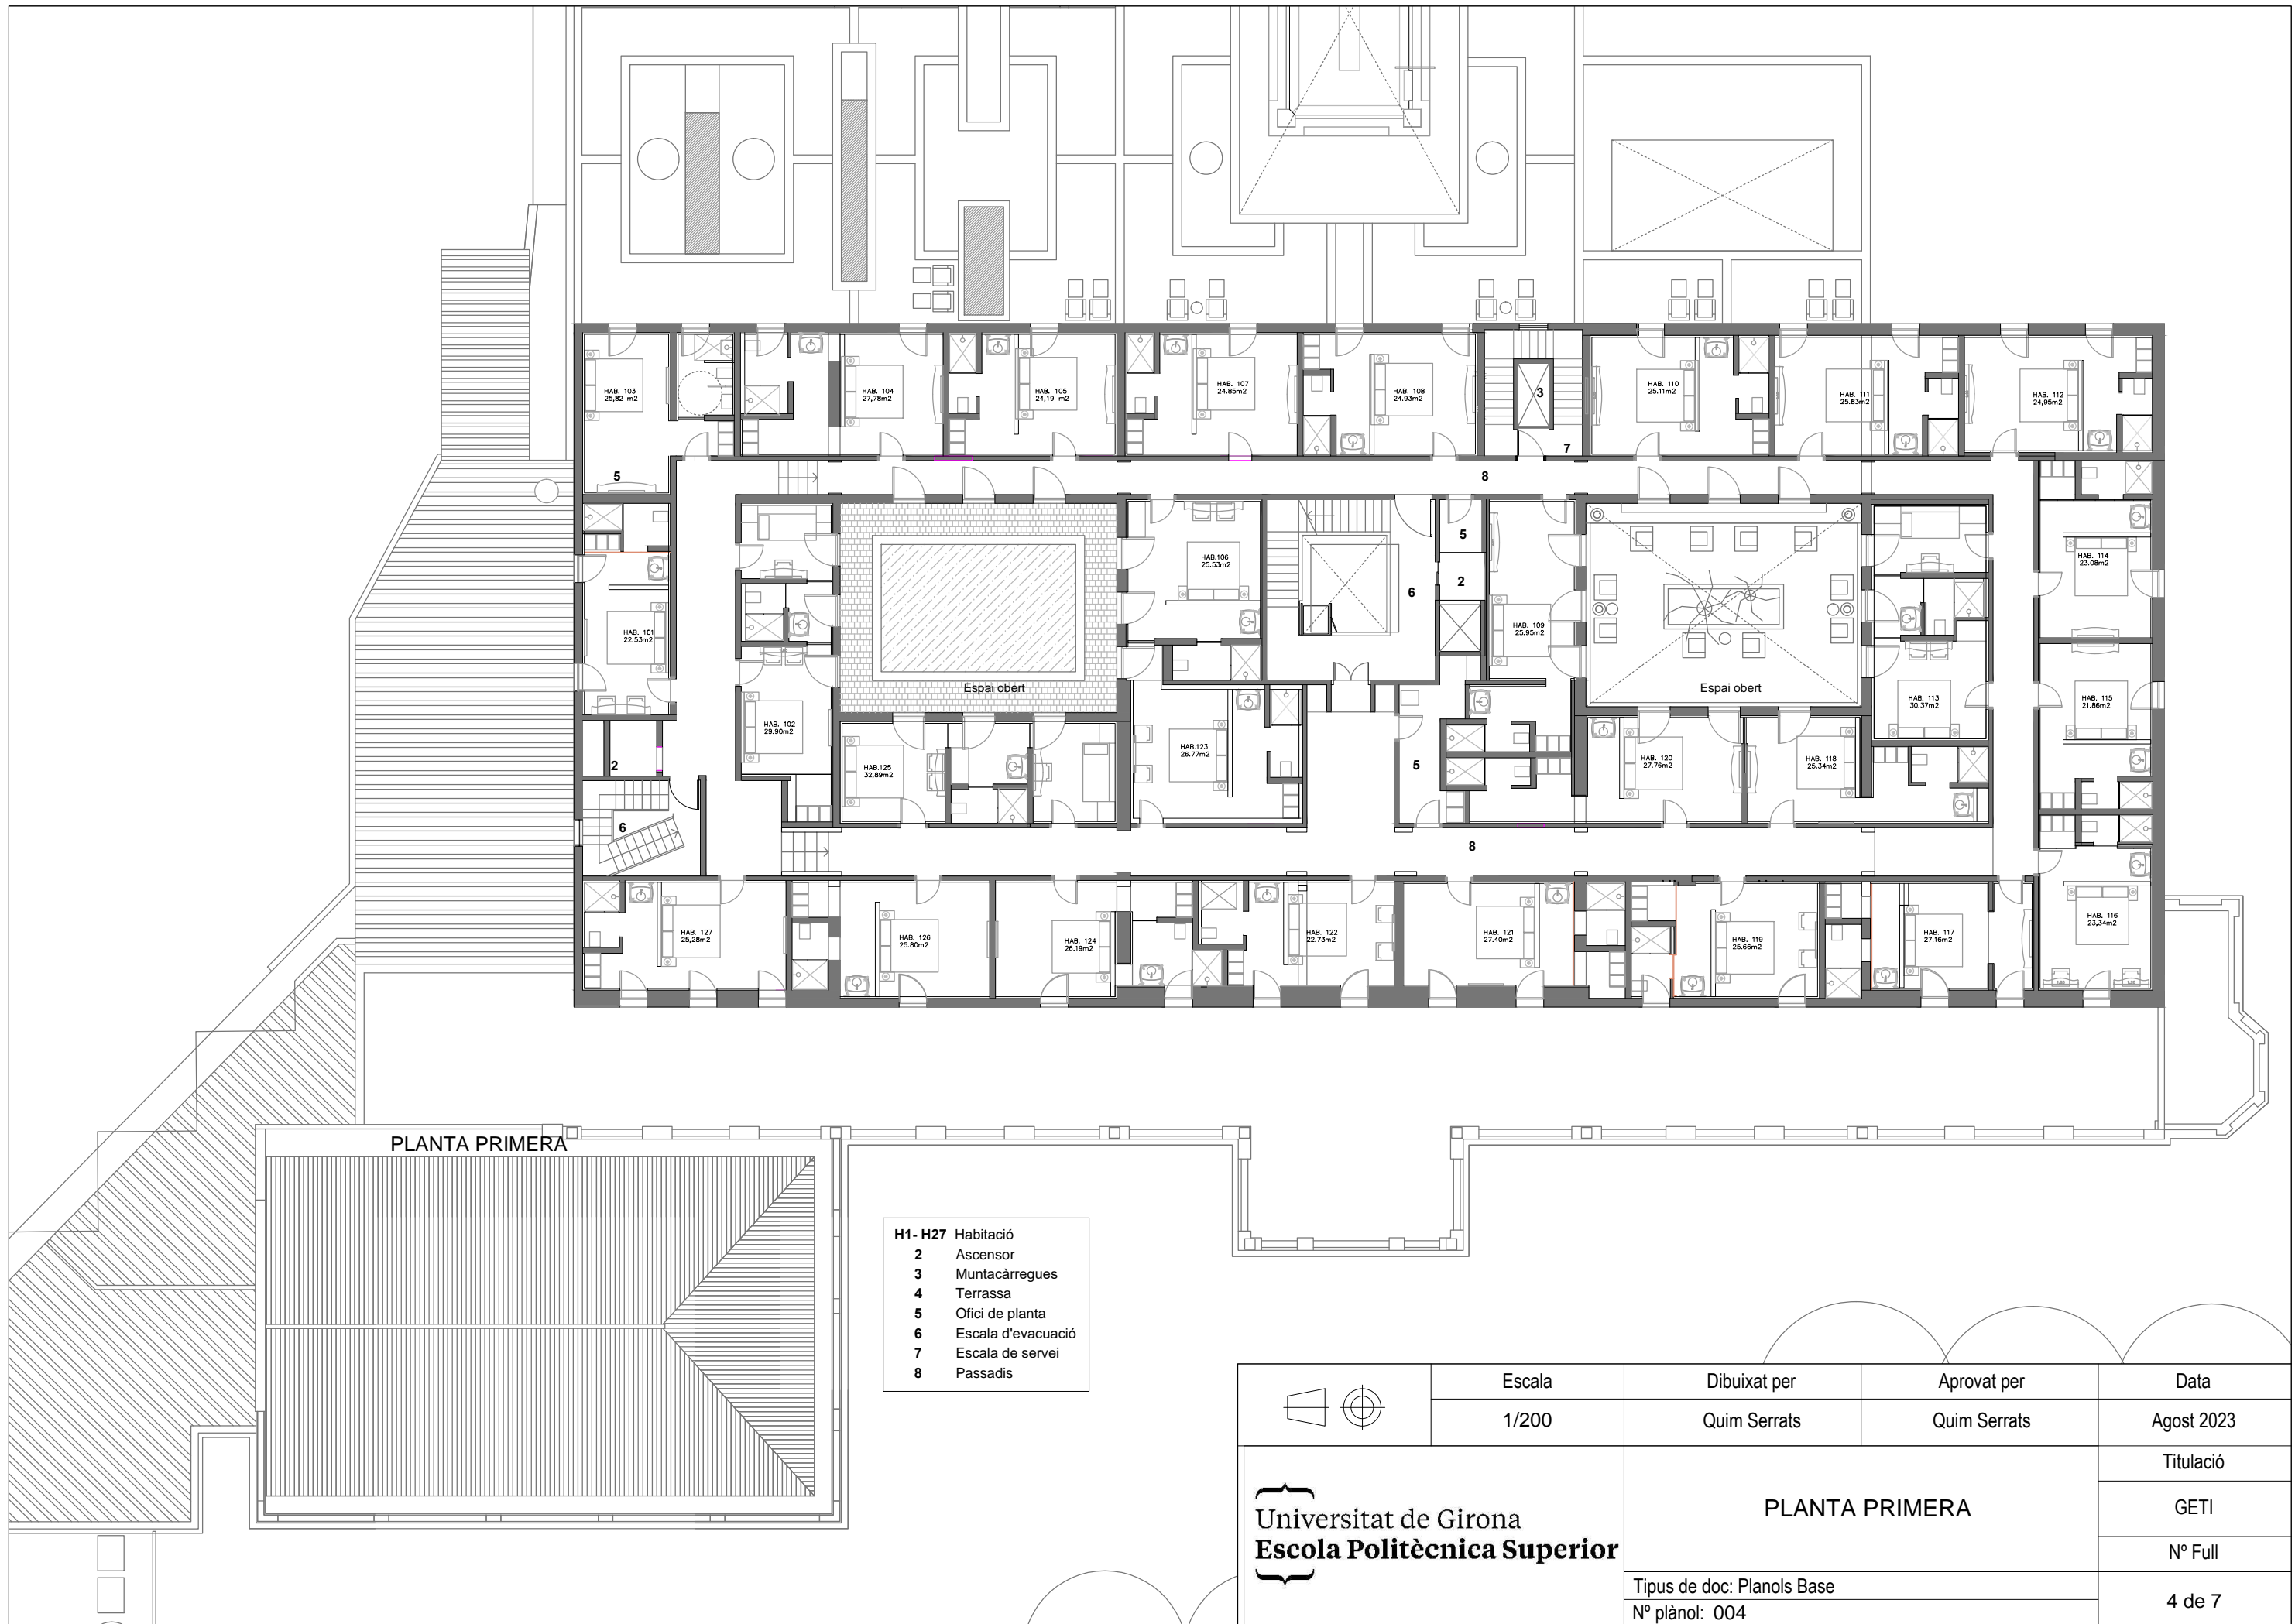 HAB. 103
25,82 m2
HAB. 104
27,78m2
HAB. 105
24,19 m2
HAB. 107
24.85m2
HAB. 108
24.93m2
3
7
HAB. 110
25,11m2
HAB. 111
25.83m2
HAB. 112
24,95m2
5
8
HAB.106
25.53m2
5
2
6
HAB. 109
25.95m2
HAB. 114
23.08m2
HAB. 101
22.53m2
Espai obert
Espai obert
HAB. 102
29.90m2
HAB. 113
30.37m2
HAB. 115
21.86m2
2
HAB.125
32,89m2
HAB.123
26.77m2
5
HAB. 120
27.76m2
HAB. 118
25.34m2
6
8
HAB. 127
25,28m2
HAB. 126
25.80m2
HAB. 124
26.19m2
HAB. 122
22.73m2
HAB. 121
27.40m2
HAB. 119
25.66m2
HAB. 117
27.16m2
HAB. 116
23,34m2
PLANTA PRIMERA
H1- H27 Habitació
2 Ascensor
3 Muntacàrregues
4 Terrassa
5 Ofici de planta
6 Escala d'evacuació
7 Escala de servei
8 Passadis
Escala Dibuixat per Aprovat per Data
1/200 Quim Serrats Quim Serrats Agost 2023
Universitat de Girona
Escola Politècnica Superior
PLANTA PRIMERA
Titulació
GETI
Nº Full
4 de 7
Tipus de doc: Planols Base
Nº plànol: 004